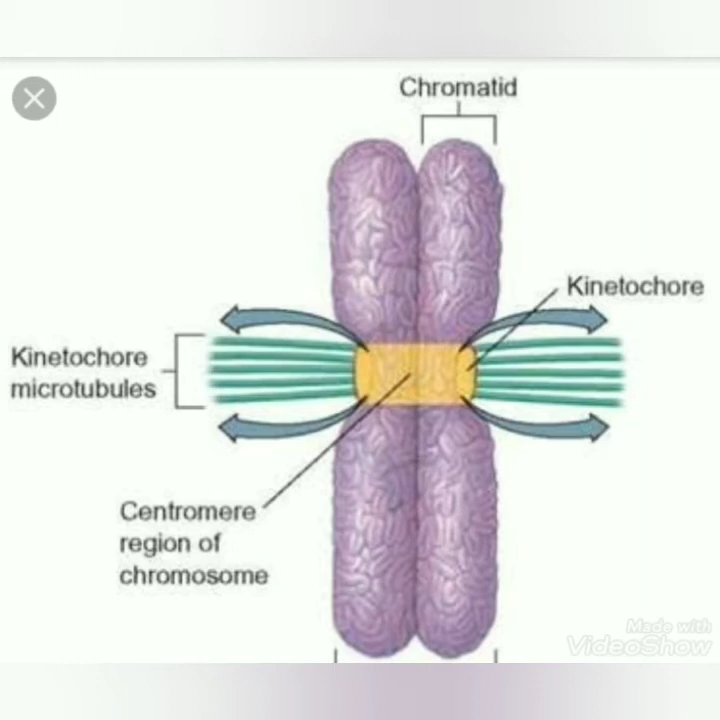 Chromatid
Kinetochore
Kinetochore
microtubules
Centromere
region of
chromosome
Made with
VideoShow